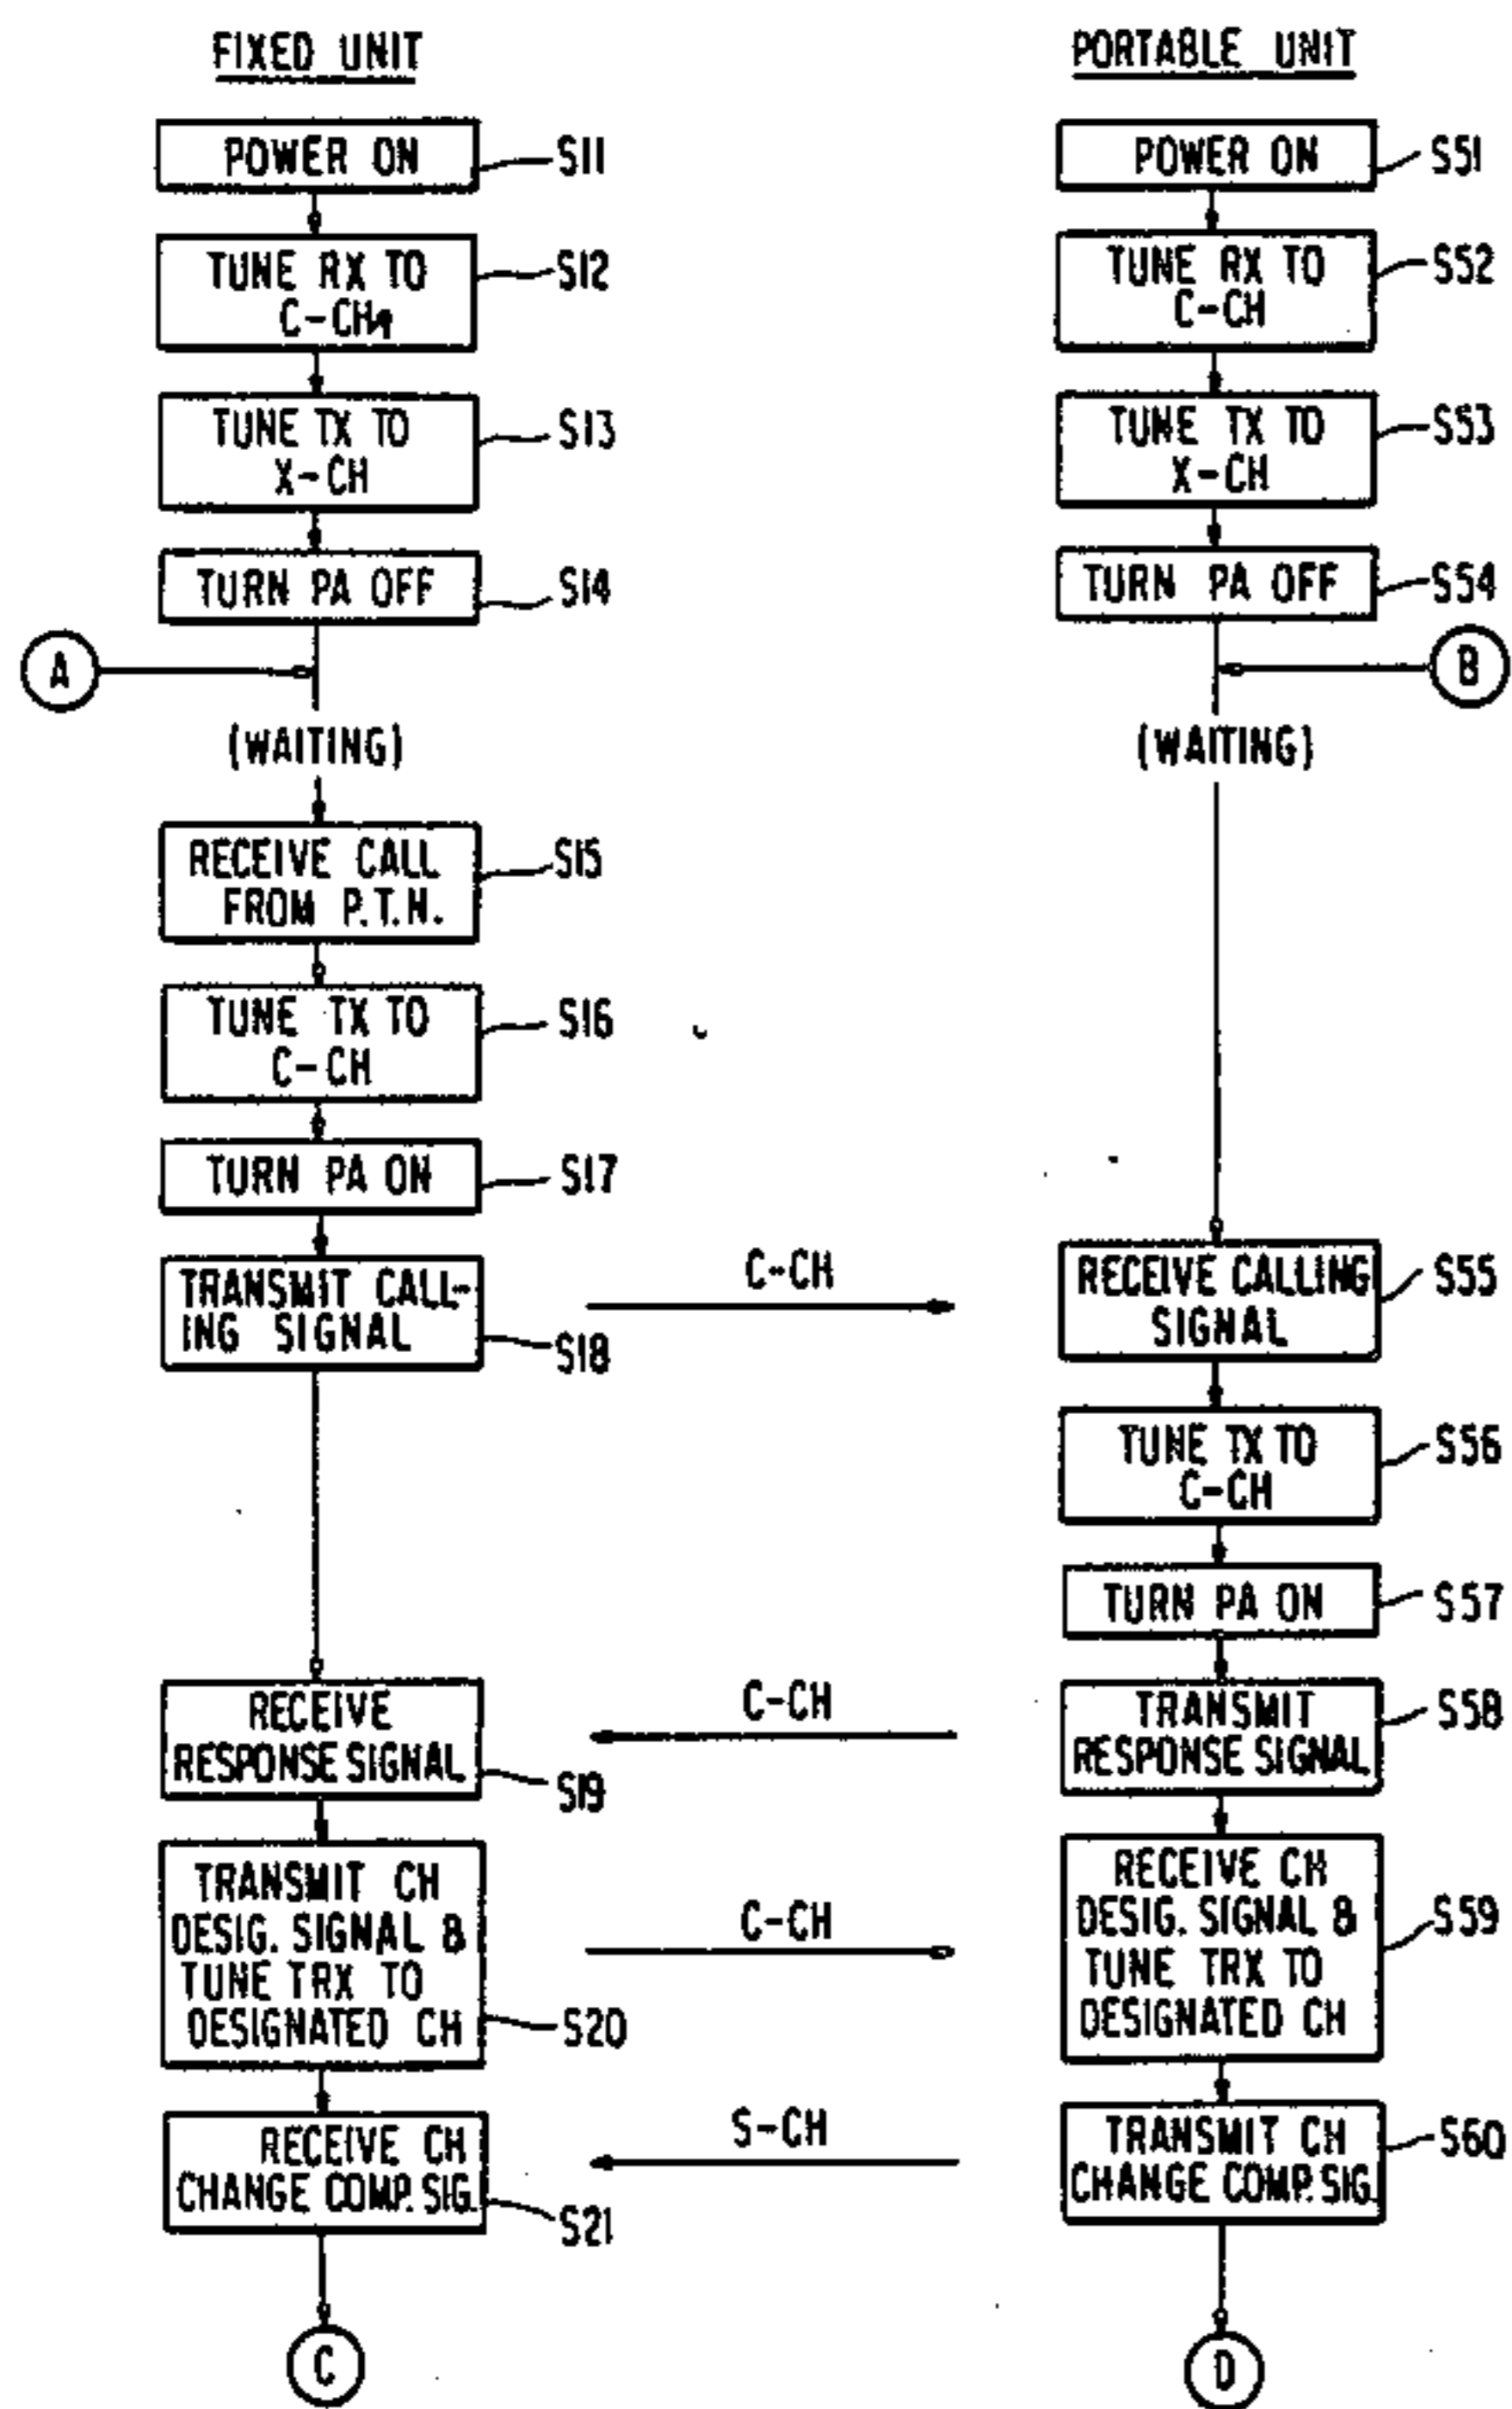 FIXED UNIT
POWER ON
S11
TUNE RX TO
C-CH
S12
TUNE TX TO
X-CH
S13
TURN PA OFF
S14
A
(WAITING)
RECEIVE CALL
FROM P.T.N.
S15
TUNE TX TO
C-CH
S16
TURN PA ON
S17
TRANSMIT CALL-
ING SIGNAL
S18
RECEIVE
RESPONSE SIGNAL
S19
TRANSMIT CH
DESIG. SIGNAL &
TUNE TRX TO
DESIGNATED CH
S20
RECEIVE CH
CHANGE COMP. SIG.
S21
C
C-CH
C-CH
C-CH
S-CH
PORTABLE UNIT
POWER ON
S51
TUNE RX TO
C-CH
S52
TUNE TX TO
X-CH
S53
TURN PA OFF
S54
B
(WAITING)
RECEIVE CALLING
SIGNAL
S55
TUNE TX TO
C-CH
S56
TURN PA ON
S57
TRANSMIT
RESPONSE SIGNAL
S58
RECEIVE CH
DESIG. SIGNAL &
TUNE TRX TO
DESIGNATED CH
S59
TRANSMIT CH
CHANGE COMP. SIG.
S60
D